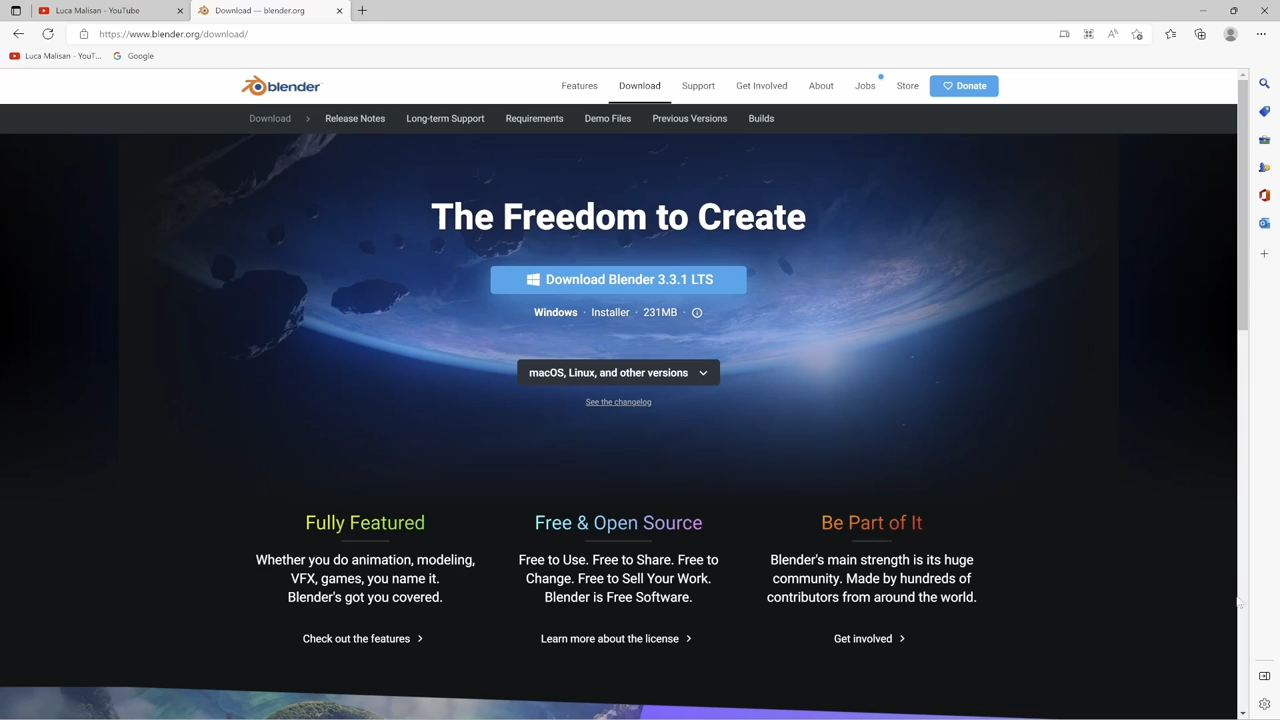 Luca Malisan - YouTube
Download — blender.org
https://www.blender.org/download/
Luca Malisan - YouT...
Google
blender
Features
Download
Support
Get Involved
About
Jobs
Store
Donate
Download
Release Notes
Long-term Support
Requirements
Demo Files
Previous Versions
Builds
The Freedom to Create
Download Blender 3.3.1 LTS
Windows · Installer · 231MB ·
macOS, Linux, and other versions
See the changelog
Fully Featured
Whether you do animation, modeling,
VFX, games, you name it.
Blender's got you covered.
Check out the features
Free & Open Source
Free to Use. Free to Share. Free to
Change. Free to Sell Your Work.
Blender is Free Software.
Learn more about the license
Be Part of It
Blender's main strength is its huge
community. Made by hundreds of
contributors from around the world.
Get involved